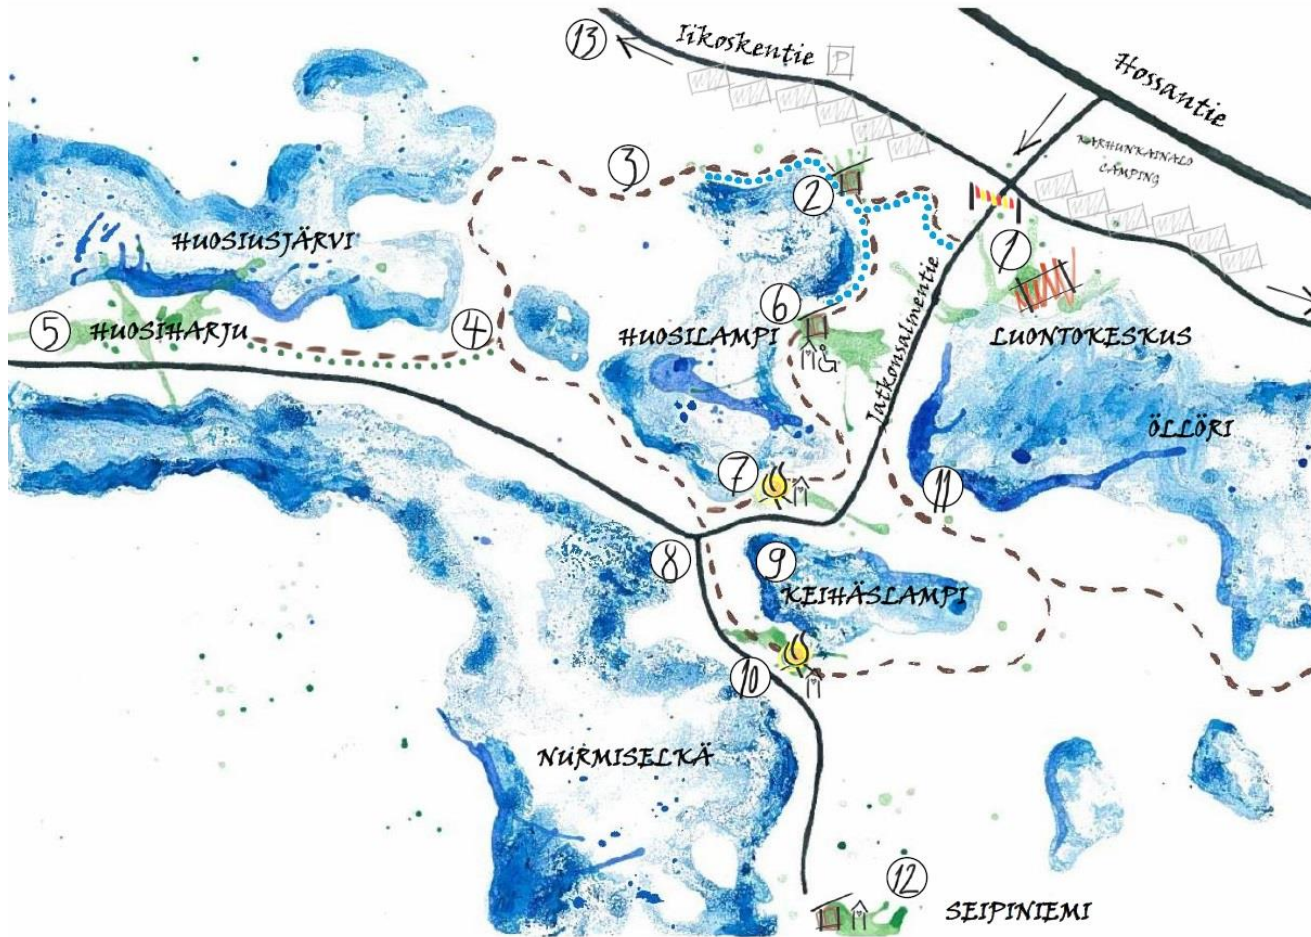 13
Iikoskentie
P
Hossantie
KARHUNKAINALO
CAMPING
3
2
1
HUOSIUSJÄRVI
5
HUOSIHARJU
4
6
HUOSILAMPI
Jatkonsalmentie
LUONTOKESKUS
ÖLLÖRI
7
11
8
9
KEIHÄSLAMPI
10
NURMISELKÄ
12
SEIPINIEMI